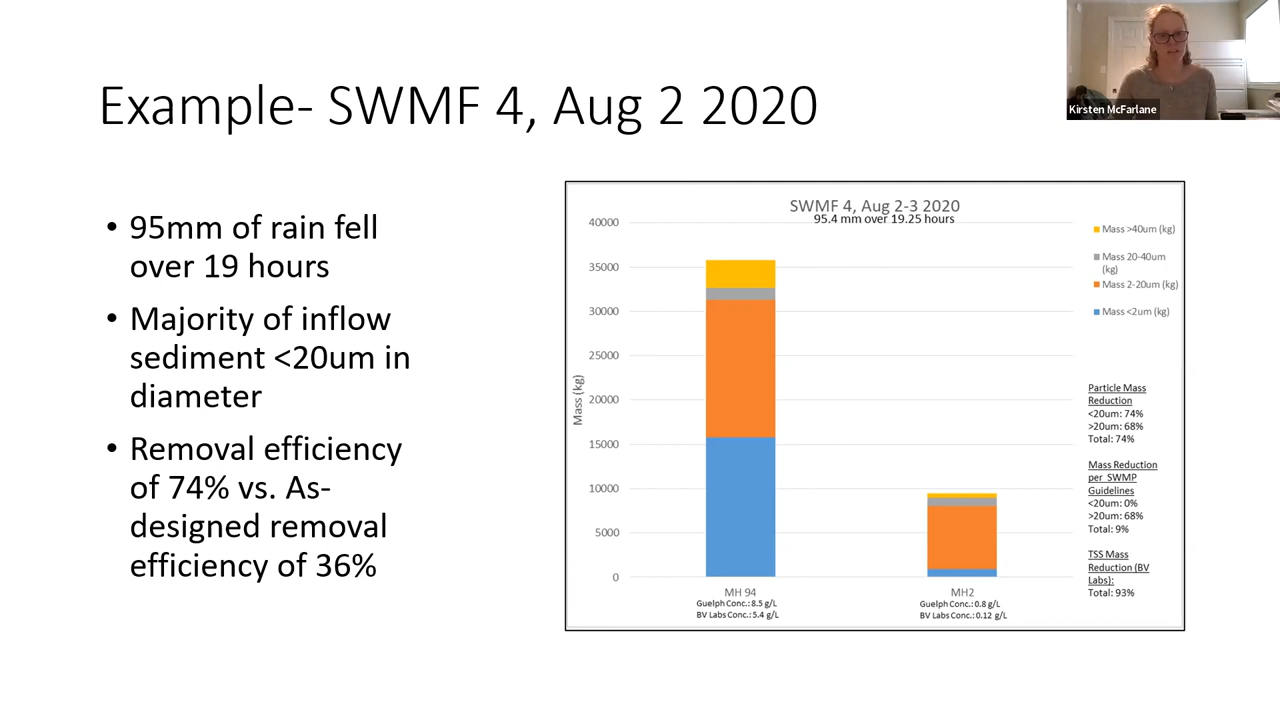 Kirsten McFarlane
Example- SWMF 4, Aug 2 2020
• 95mm of rain fell
over 19 hours
• Majority of inflow
sediment <20um in
diameter
• Removal efficiency
of 74% vs. As-
designed removal
efficiency of 36%
SWMF 4, Aug 2-3 2020
95.4 mm over 19.25 hours
Mass (kg)
40000
35000
30000
25000
20000
15000
10000
5000
0
MH 94
Guelph Conc.: 8.5 g/L
BV Labs Conc.: 5.4 g/L
MH2
Guelph Conc.: 0.8 g/L
BV Labs Conc.: 0.12 g/L
Mass >40um (kg)
Mass 20-40um
(kg)
Mass 2-20um (kg)
Mass <2um (kg)
Particle Mass
Reduction
<20um: 74%
>20um: 68%
Total: 74%
Mass Reduction
per SWMP
Guidelines
<20um: 0%
>20um: 68%
Total: 9%
TSS Mass
Reduction (BV
Labs):
Total: 93%